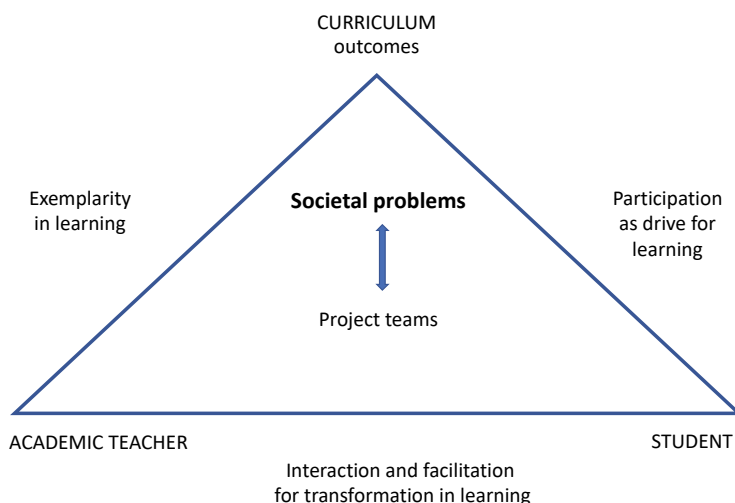 CURRICULUM
outcomes
Exemplarity
in learning
Societal problems
Participation
as drive for
learning
Project teams
ACADEMIC TEACHER
STUDENT
Interaction and facilitation
for transformation in learning